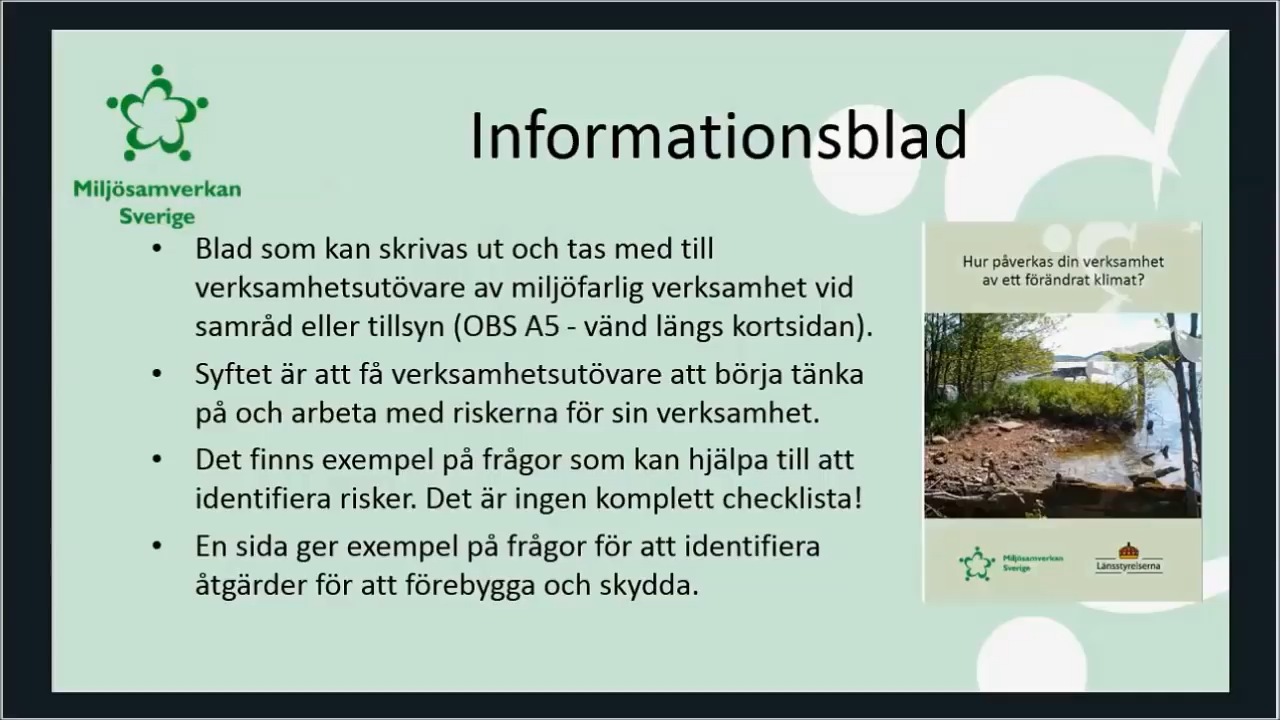 Miljösamverkan
Sverige
Informationsblad
• Blad som kan skrivas ut och tas med till
verksamhetsutövare av miljöfarlig verksamhet vid
samråd eller tillsyn (OBS A5 - vänd längs kortsidan).
• Syftet är att få verksamhetsutövare att börja tänka
på och arbeta med riskerna för sin verksamhet.
• Det finns exempel på frågor som kan hjälpa till att
identifiera risker. Det är ingen komplett checklista!
• En sida ger exempel på frågor för att identifiera
åtgärder för att förebygga och skydda.
Hur påverkas din verksamhet
av ett förändrat klimat?
Miljösamverkan
Sverige
Länsstyrelserna